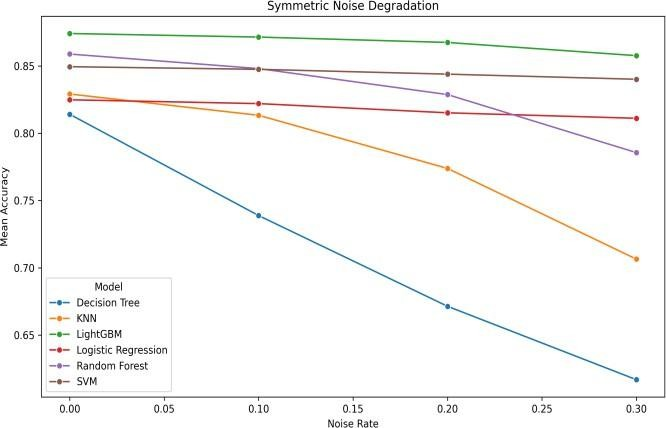 Symmetric Noise Degradation
Mean Accuracy
0.85
0.80
0.75
0.70
0.65
Model
Decision Tree
KNN
LightGBM
Logistic Regression
Random Forest
SVM
0.00 0.05 0.10 0.15 0.20 0.25 0.30
Noise Rate